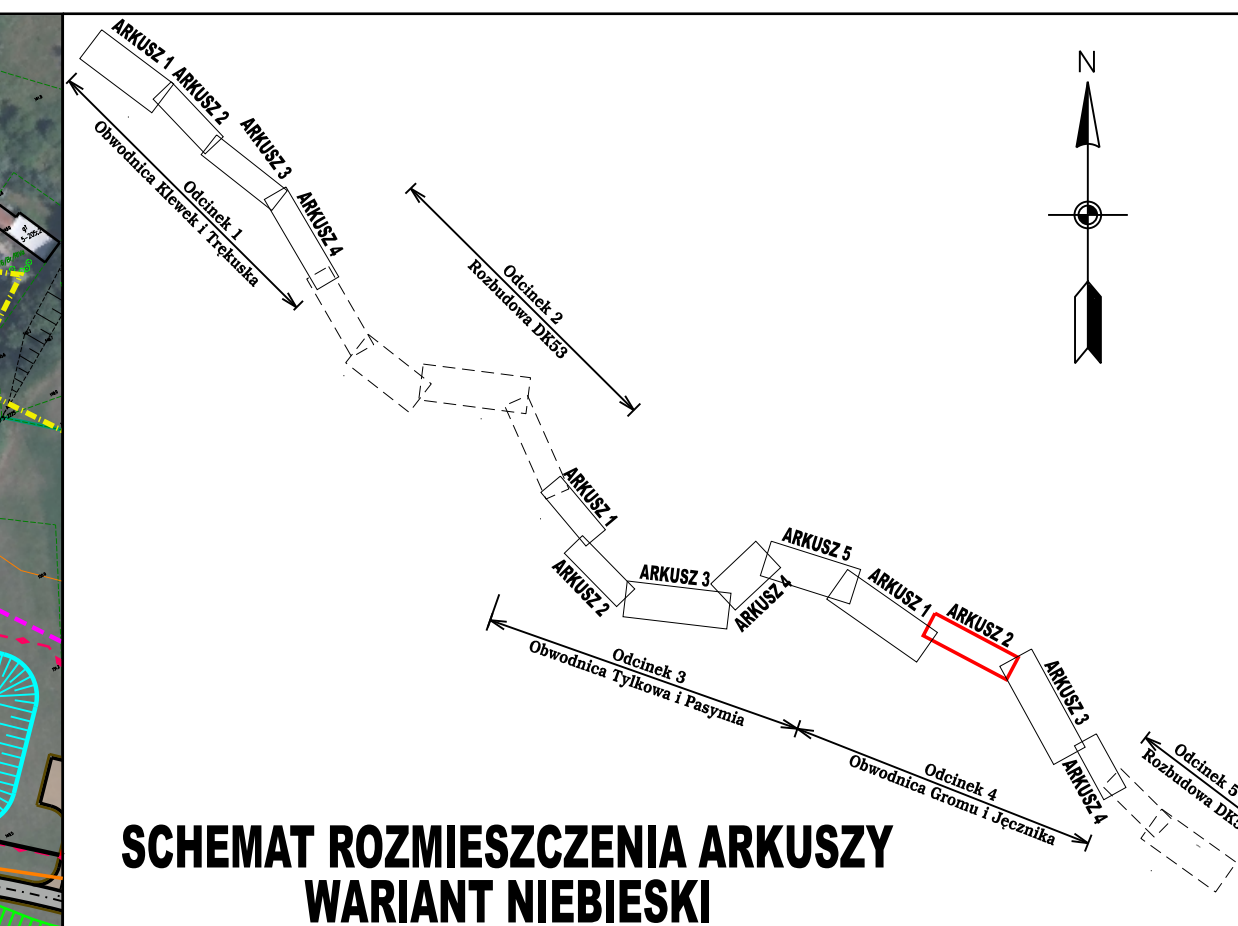 ARKUSZ 1
ARKUSZ 2
ARKUSZ 3
ARKUSZ 4
Odcinek 1
Obwodnica Klewek i Trękuska
N
Odcinek 2
Rozbudowa DK53
ARKUSZ 1
ARKUSZ 2
ARKUSZ 3
ARKUSZ 4
ARKUSZ 5
Odcinek 3
Obwodnica Tylkowa i Pasymia
ARKUSZ 1
ARKUSZ 2
ARKUSZ 3
ARKUSZ 4
Odcinek 4
Obwodnica Gromu i Jęcznika
Odcinek 5
Rozbudowa
SCHEMAT ROZMIESZCZENIA ARKUSZY
WARIANT NIEBIESKI